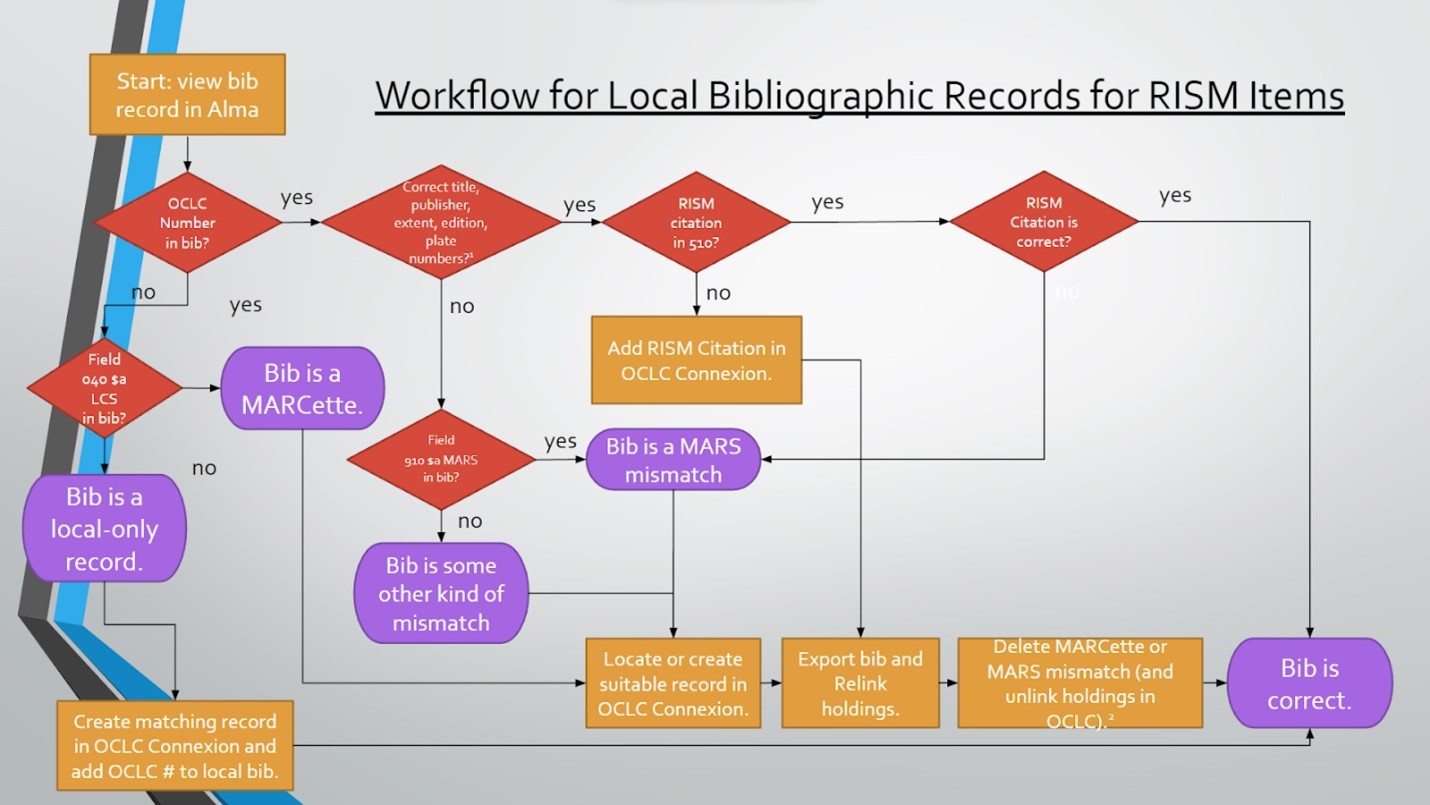 Start: view bib
record in Alma
Workflow for Local Bibliographic Records for RISM Items
OCLC
Number
in bib?
yes
Correct title,
publisher,
extent, edition,
plate
numbers?¹
yes
RISM
citation
in 510?
yes
RISM
Citation is
correct?
yes
no
yes
no
no
no
Field
040 $a
LCS
in bib?
Bib is a
MARCette.
Add RISM Citation in
OCLC Connexion.
Field
910 $a MARS
in bib?
yes
Bib is a MARS
mismatch
no
Bib is a
local-only
record.
no
Bib is some
other kind of
mismatch
Locate or create
suitable record in
OCLC Connexion.
Export bib and
Relink
holdings.
Delete MARCette or
MARS mismatch (and
unlink holdings in
OCLC).²
Bib is
correct.
Create matching record
in OCLC Connexion and
add OCLC # to local bib.